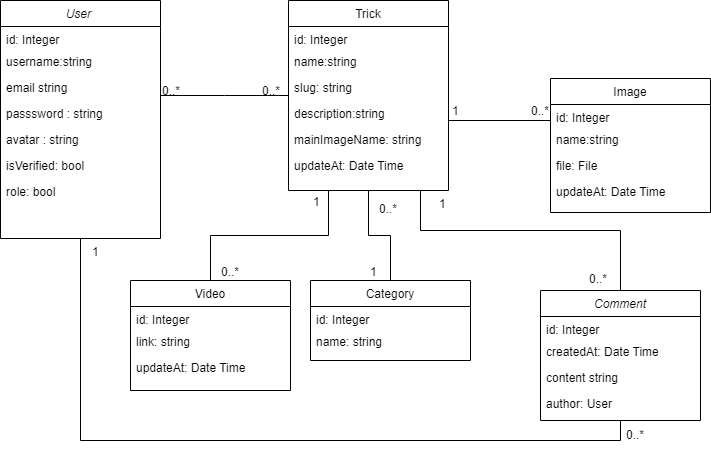 User
id: Integer
username:string
email string
passsword : string
avatar : string
isVerified: bool
role: bool
0..*
0..*
Trick
id: Integer
name:string
slug: string
description:string
mainImageName: string
updateAt: Date Time
1
0..*
Image
id: Integer
name:string
file: File
updateAt: Date Time
1
0..*
1
1
0..*
1
0..*
Video
id: Integer
link: string
updateAt: Date Time
Category
id: Integer
name: string
Comment
id: Integer
createdAt: Date Time
content string
author: User
0..*